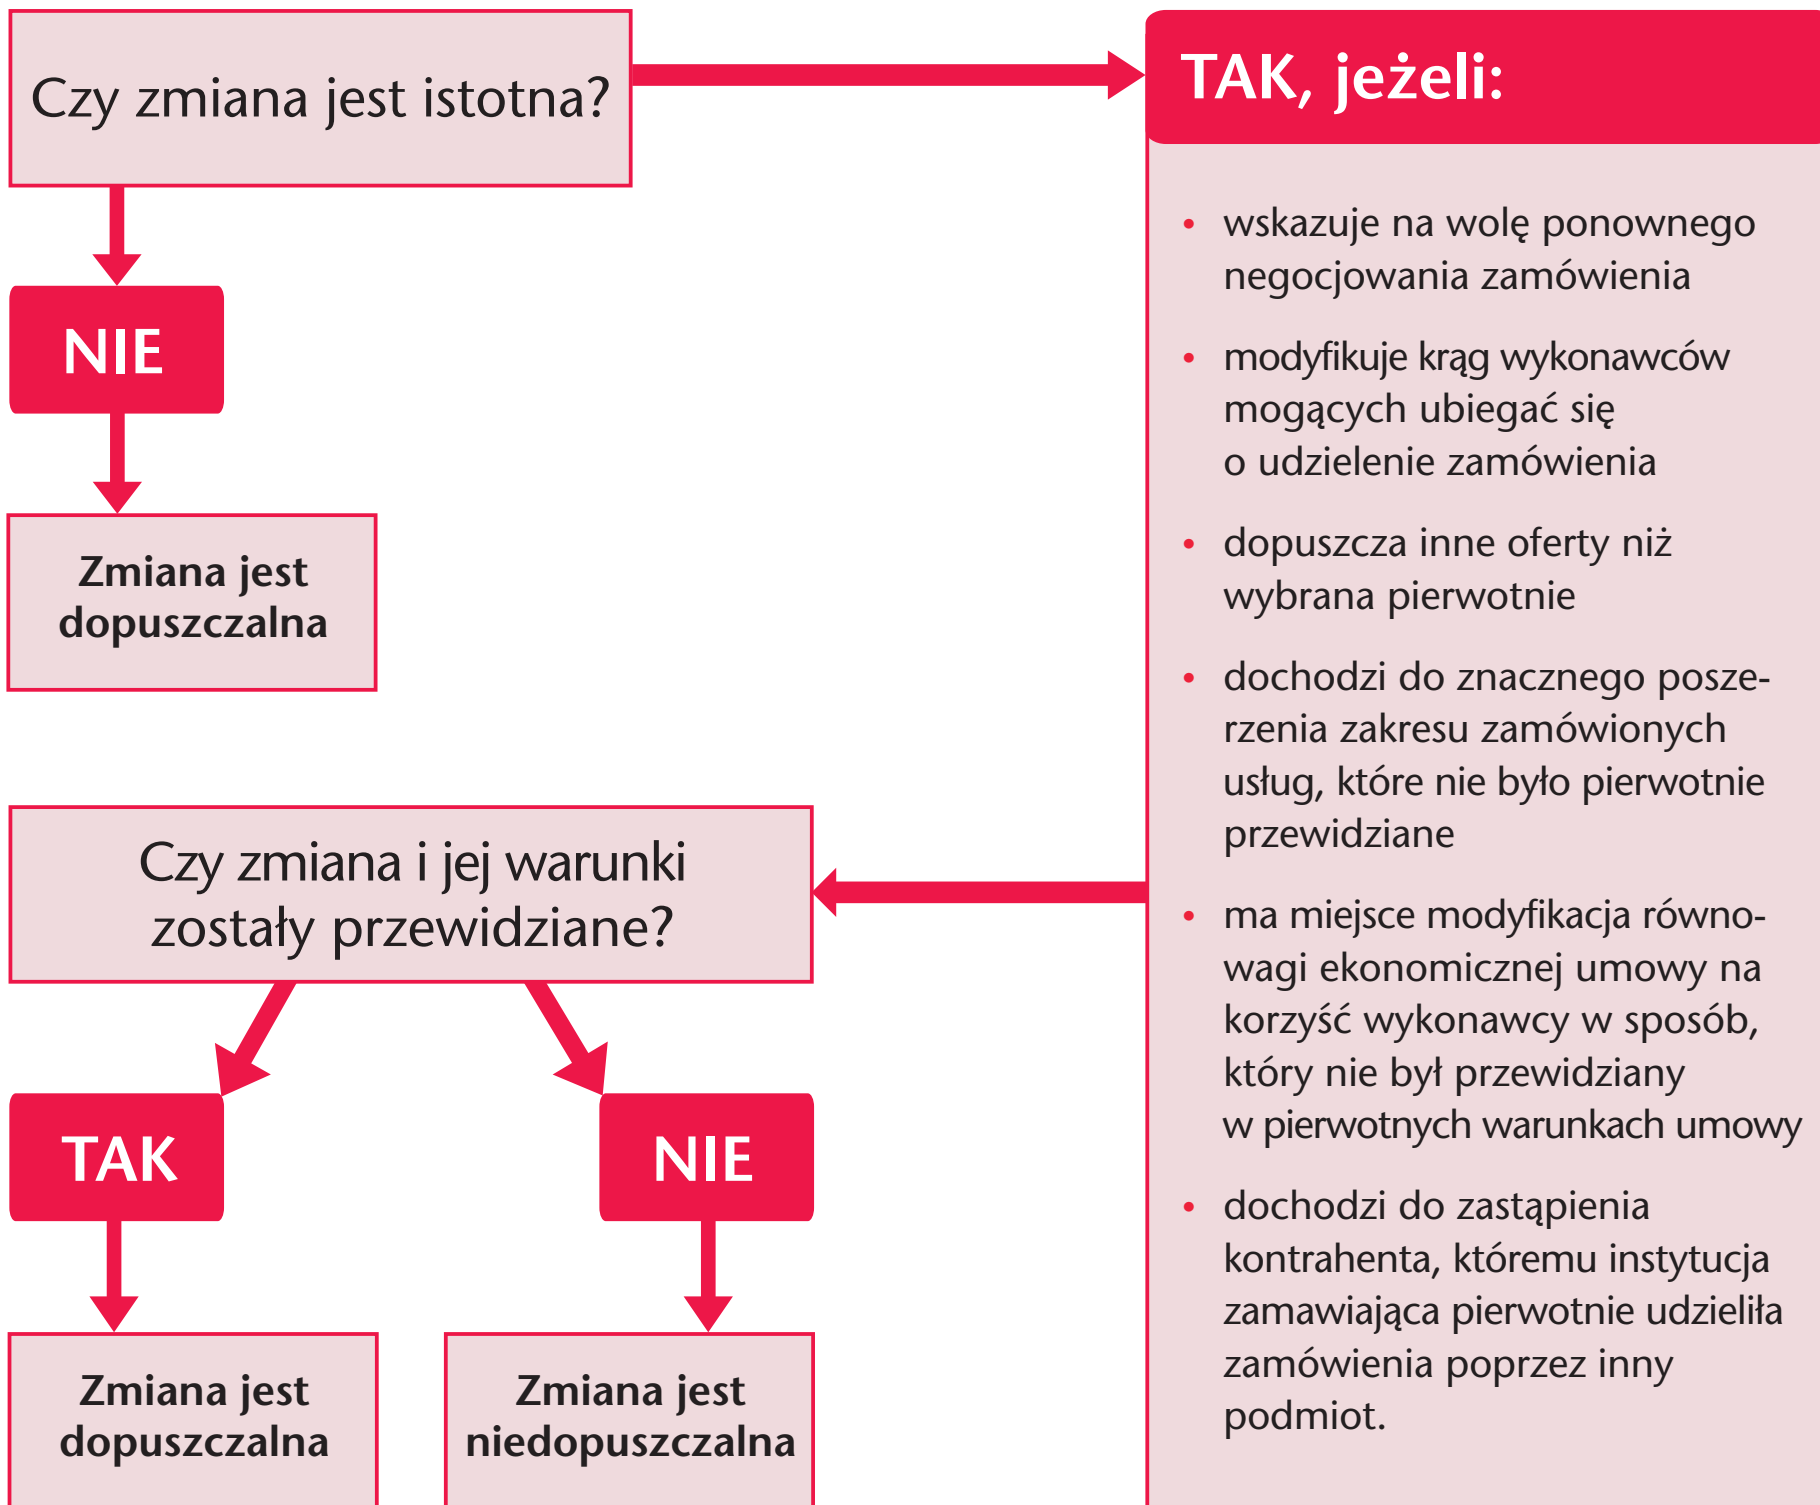 Czy zmiana jest istotna?
TAK, jeżeli:
• wskazuje na wolę ponownego
negocjowania zamówienia
• modyfikuje krąg wykonawców
mogących ubiegać się
o udzielenie zamówienia
• dopuszcza inne oferty niż
wybrana pierwotnie
• dochodzi do znacznego posze-
rzenia zakresu zamówionych
usług, które nie było pierwotnie
przewidziane
• ma miejsce modyfikacja równo-
wagi ekonomicznej umowy na
korzyść wykonawcy w sposób,
który nie był przewidziany
w pierwotnych warunkach umowy
• dochodzi do zastąpienia
kontrahenta, któremu instytucja
zamawiająca pierwotnie udzieliła
zamówienia poprzez inny
podmiot.
NIE
Zmiana jest
dopuszczalna
Czy zmiana i jej warunki
zostały przewidziane?
TAK
NIE
Zmiana jest
dopuszczalna
Zmiana jest
niedopuszczalna